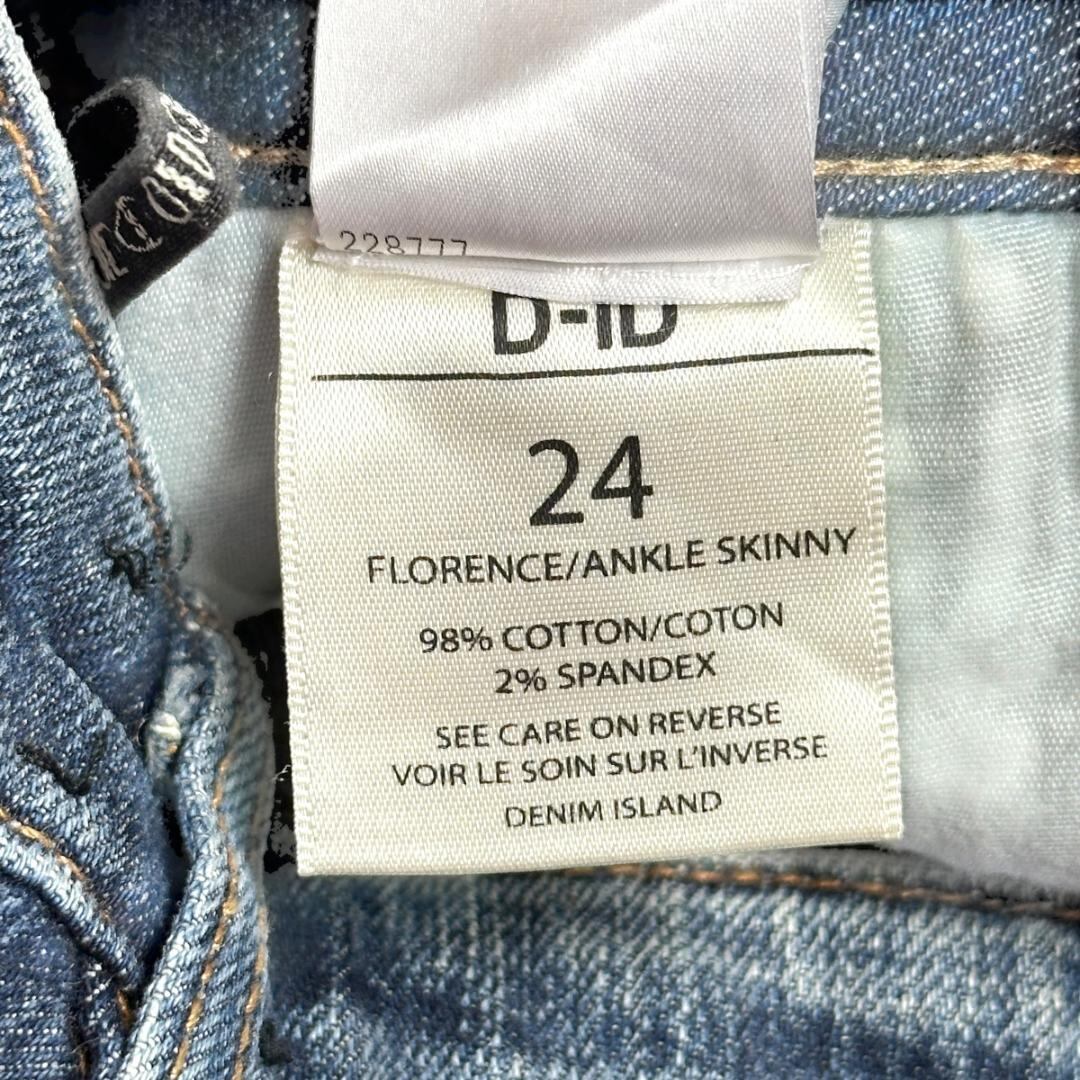 228777
D-ID
24
FLORENCE/ANKLE SKINNY
98% COTTON/COTON
2% SPANDEX
SEE CARE ON REVERSE
VOIR LE SOIN SUR L'INVERSE
DENIM ISLAND